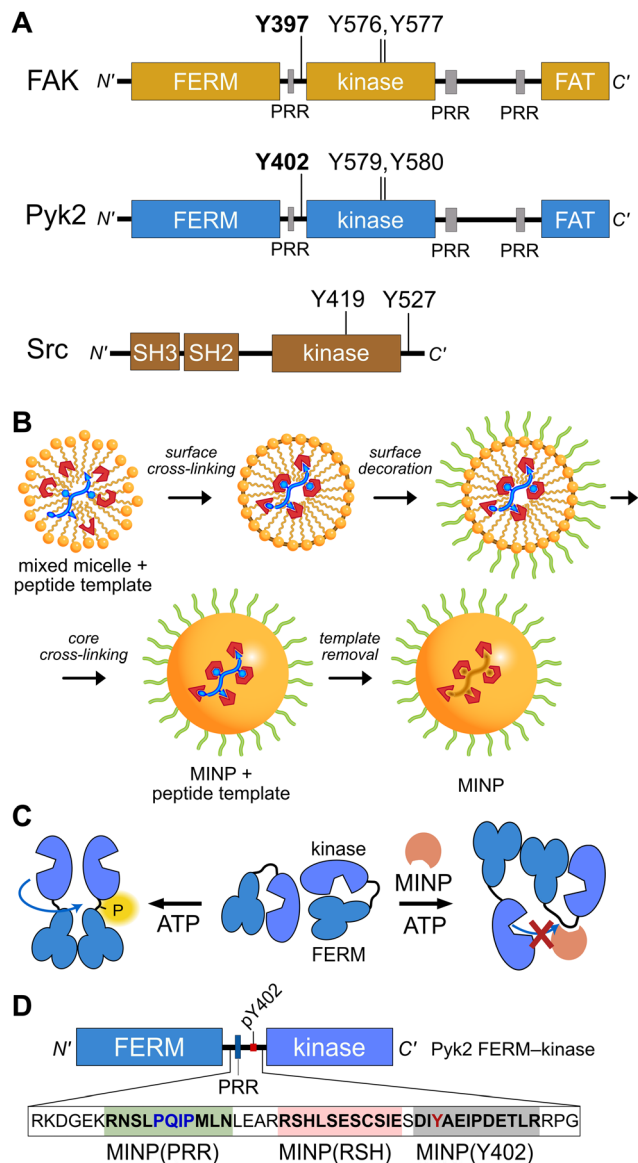 A
Y397
Y576,Y577
FAK
N'
FERM
kinase
FAT
C'
PRR
PRR
PRR
Y402
Y579,Y580
Pyk2
N'
FERM
kinase
FAT
C'
PRR
PRR
PRR
Y419
Y527
Src
N'
SH3
SH2
kinase
C'
B
surface
cross-linking
surface
decoration
mixed micelle +
peptide template
core
cross-linking
template
removal
MINP +
peptide template
MINP
C
P
ATP
kinase
FERM
MINP
ATP
D
pY402
N'
FERM
kinase
C'
Pyk2 FERM–kinase
PRR
RKDGEKRNSLPQIPMLNLEARRSHLSESCSIESDIYAEIPDETLRRPG
MINP(PRR)
MINP(RSH)
MINP(Y402)